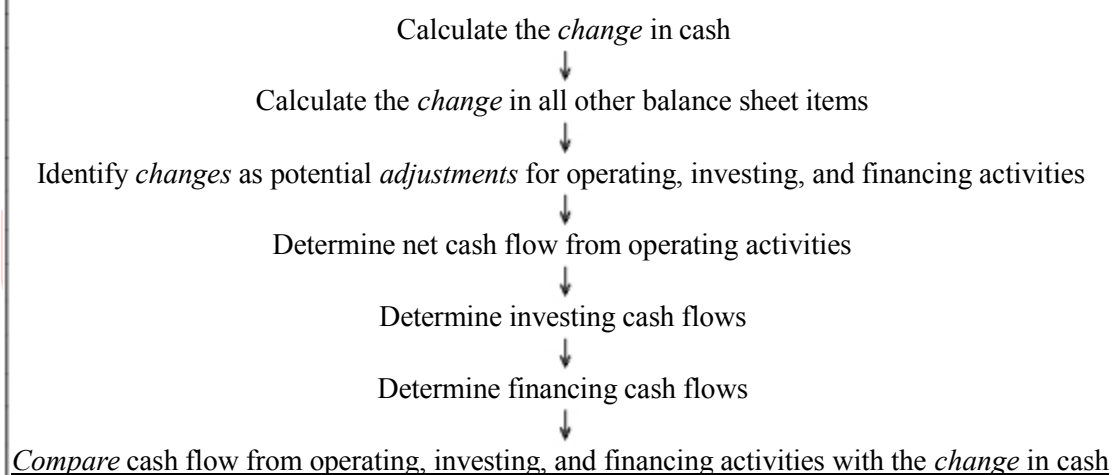 Calculate the change in cash
Calculate the change in all other balance sheet items
Identify changes as potential adjustments for operating, investing, and financing activities
Determine net cash flow from operating activities
Determine investing cash flows
Determine financing cash flows
Compare cash flow from operating, investing, and financing activities with the change in cash